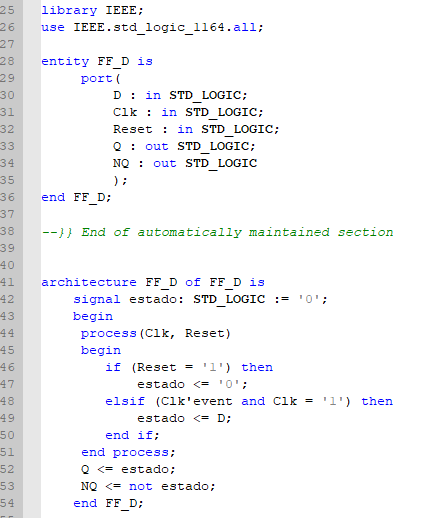 25 library IEEE;
26 use IEEE.std_logic_1164.all;
27
28 entity FF_D is
29 port(
30 D : in STD_LOGIC;
31 Clk : in STD_LOGIC;
32 Reset : in STD_LOGIC;
33 Q : out STD_LOGIC;
34 NQ : out STD_LOGIC
35 );
36 end FF_D;
37
38 --}} End of automatically maintained section
39
40
41 architecture FF_D of FF_D is
42 signal estado: STD_LOGIC := '0';
43 begin
44 process(Clk, Reset)
45 begin
46 if (Reset = '1') then
47 estado <= '0';
48 elsif (Clk'event and Clk = '1') then
49 estado <= D;
50 end if;
51 end process;
52 Q <= estado;
53 NQ <= not estado;
54 end FF_D;